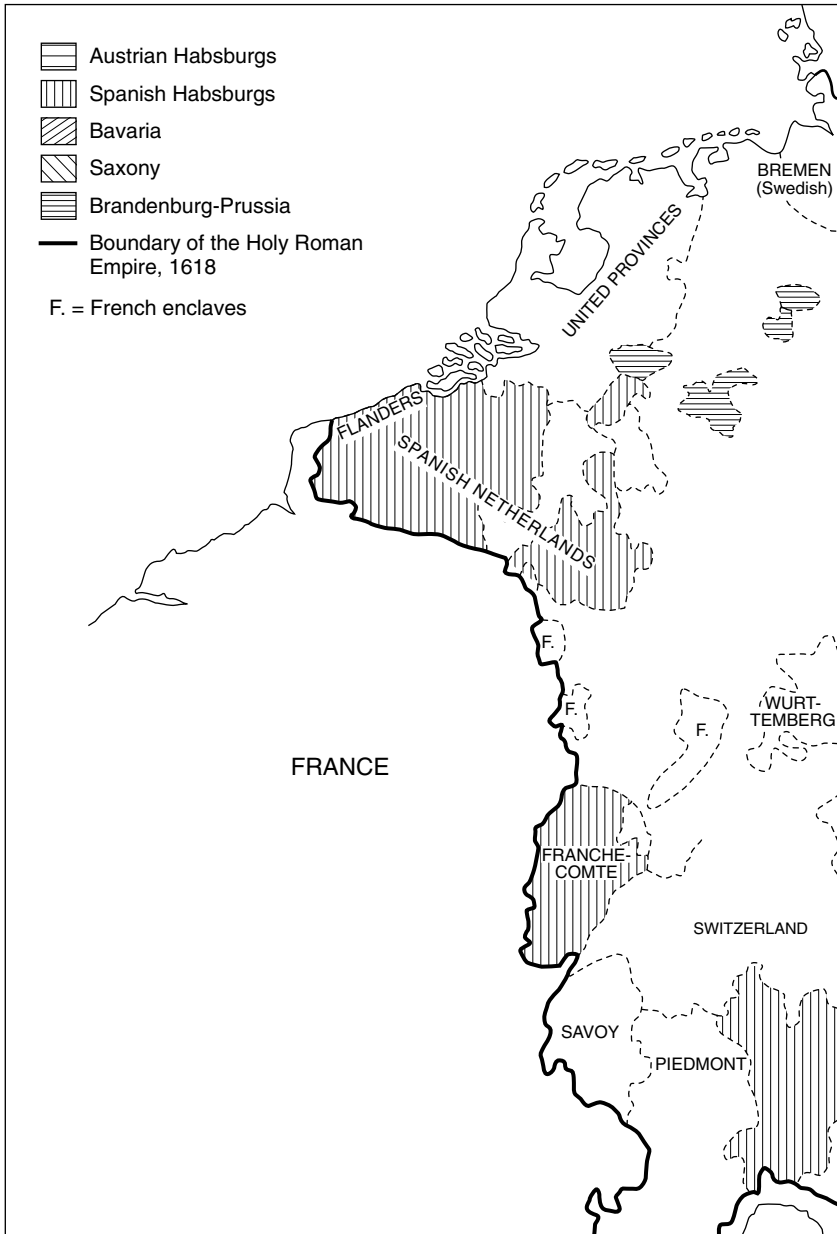 Austrian Habsburgs
Spanish Habsburgs
Bavaria
Saxony
Brandenburg-Prussia
Boundary of the Holy Roman
Empire, 1618
F. = French enclaves
BREMEN
(Swedish)
UNITED PROVINCES
FLANDERS
SPANISH NETHERLANDS
F.
F.
F.
WURT-
TEMBERG
FRANCE
FRANCHE-
COMTE
SWITZERLAND
SAVOY
PIEDMONT